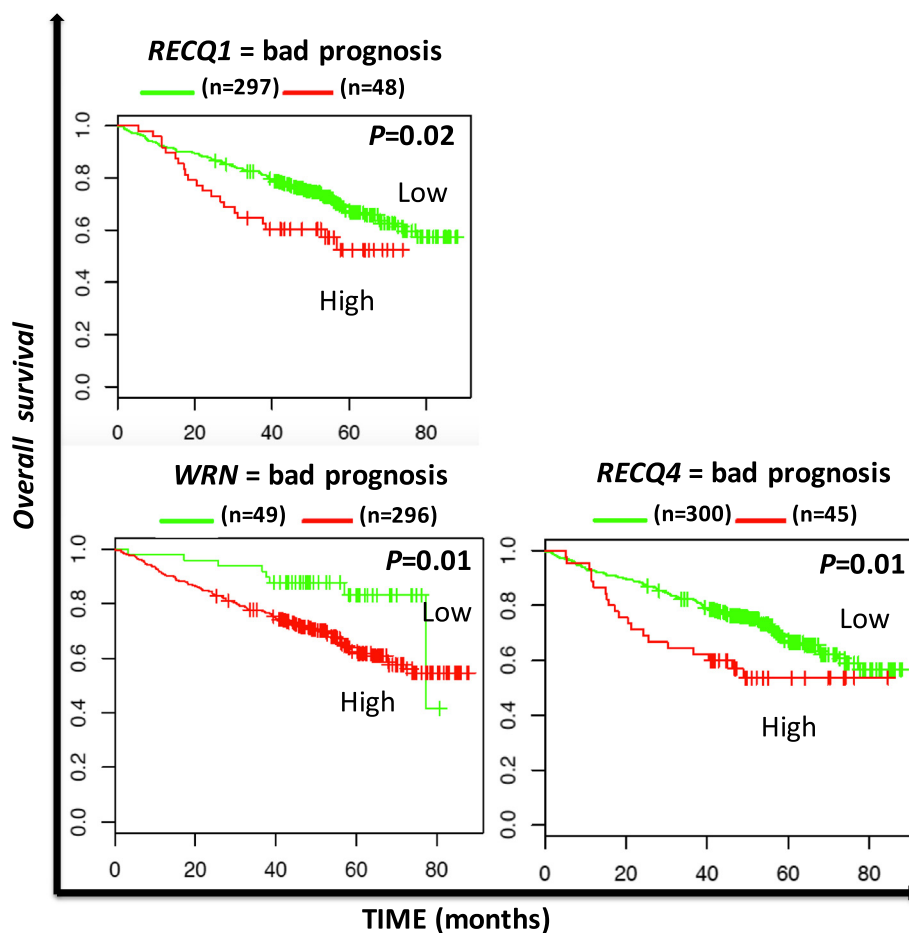 RECQ1 = bad prognosis
(n=297) (n=48)
P=0.02
Low
High
1.0
0.8
0.6
0.4
0.2
0.0
0 20 40 60 80
Overall survival
WRN = bad prognosis
(n=49) (n=296)
P=0.01
Low
High
1.0
0.8
0.6
0.4
0.2
0.0
0 20 40 60 80
RECQ4 = bad prognosis
(n=300) (n=45)
P=0.01
Low
High
1.0
0.8
0.6
0.4
0.2
0.0
0 20 40 60 80
TIME (months)